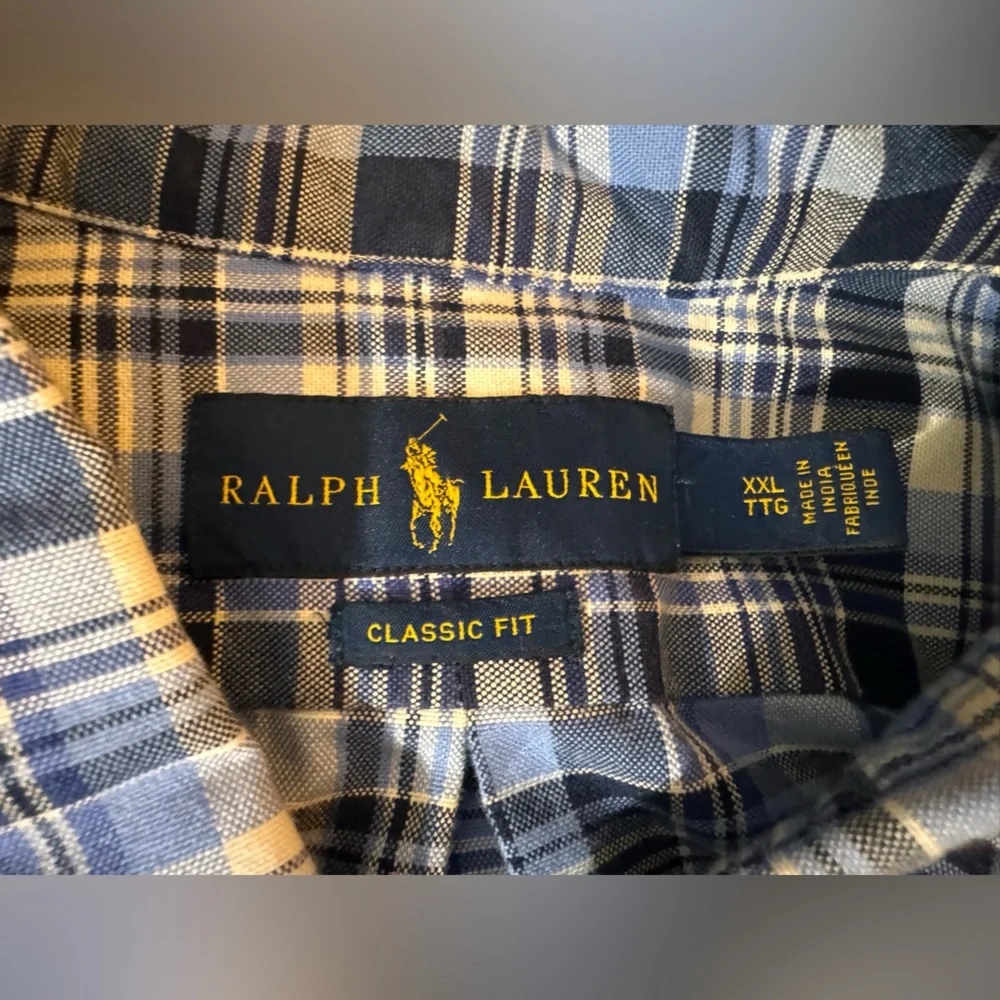 RALPH LAUREN
XXL
TTG
MADE IN
INDIA
FABRIQUÉ EN
INDE
CLASSIC FIT